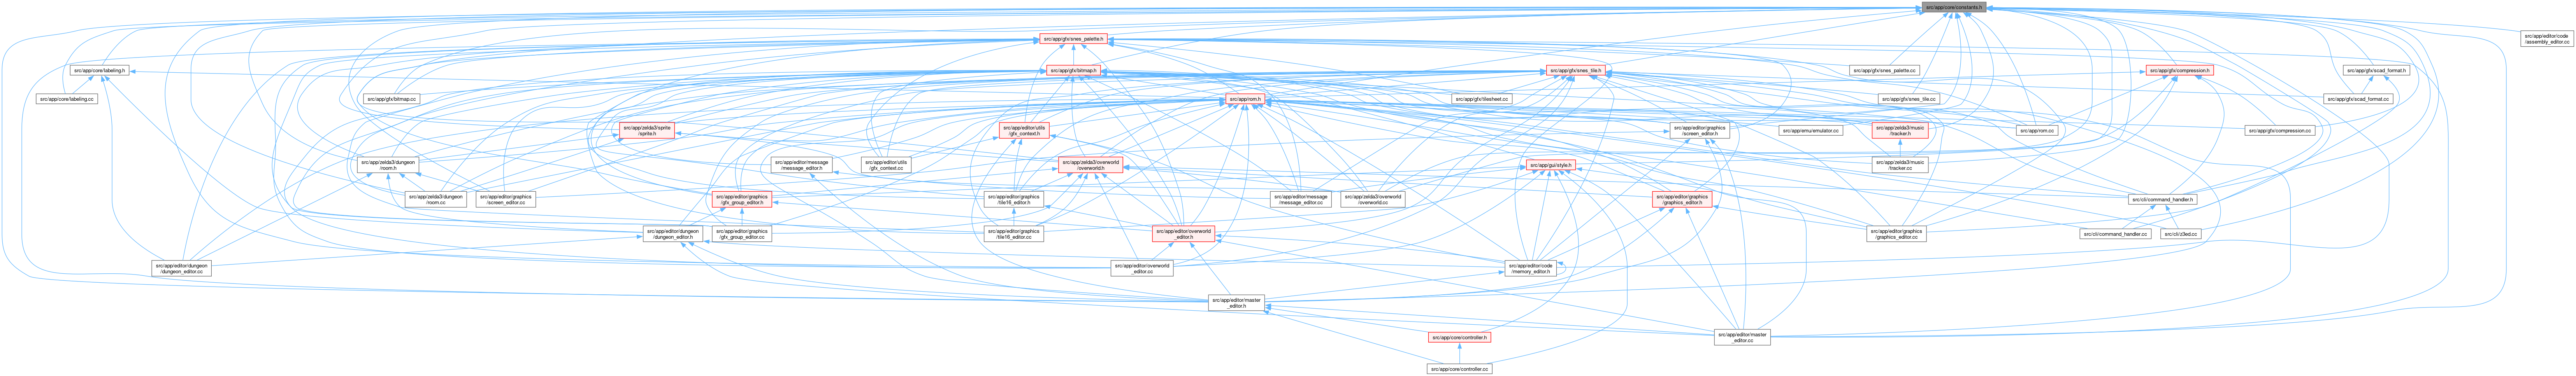 src/app/core/constants.h
src/app/editor/code
/assembly_editor.cc
src/app/gfx/snes_palette.h
src/app/core/labeling.h
src/app/gfx/bitmap.h
src/app/gfx/snes_tile.h
src/app/gfx/snes_palette.cc
src/app/gfx/compression.h
src/app/gfx/scad_format.h
src/app/core/labeling.cc
src/app/gfx/bitmap.cc
src/app/rom.h
src/app/gfx/tilesheet.cc
src/app/gfx/snes_tile.cc
src/app/gfx/scad_format.cc
src/app/zelda3/sprite
/sprite.h
src/app/editor/utils
/gfx_context.h
src/app/editor/graphics
/screen_editor.h
src/app/emu/emulator.cc
src/app/zelda3/music
/tracker.h
src/app/rom.cc
src/app/gfx/compression.cc
src/app/zelda3/dungeon
/room.h
src/app/editor/message
/message_editor.h
src/app/editor/utils
/gfx_context.cc
src/app/zelda3/overworld
/overworld.h
src/app/gui/style.h
src/app/zelda3/music
/tracker.cc
src/app/zelda3/dungeon
/room.cc
src/app/editor/graphics
/screen_editor.cc
src/app/editor/graphics
/gfx_group_editor.h
src/app/editor/graphics
/tile16_editor.h
src/app/editor/message
/message_editor.cc
src/app/zelda3/overworld
/overworld.cc
src/app/editor/graphics
/graphics_editor.h
src/cli/command_handler.h
src/app/editor/dungeon
/dungeon_editor.h
src/app/editor/graphics
/gfx_group_editor.cc
src/app/editor/graphics
/tile16_editor.cc
src/app/editor/overworld
_editor.h
src/app/editor/graphics
/graphics_editor.cc
src/cli/command_handler.cc
src/cli/z3ed.cc
src/app/editor/dungeon
/dungeon_editor.cc
src/app/editor/overworld
_editor.cc
src/app/editor/code
/memory_editor.h
src/app/editor/master
_editor.h
src/app/core/controller.h
src/app/editor/master
_editor.cc
src/app/core/controller.cc